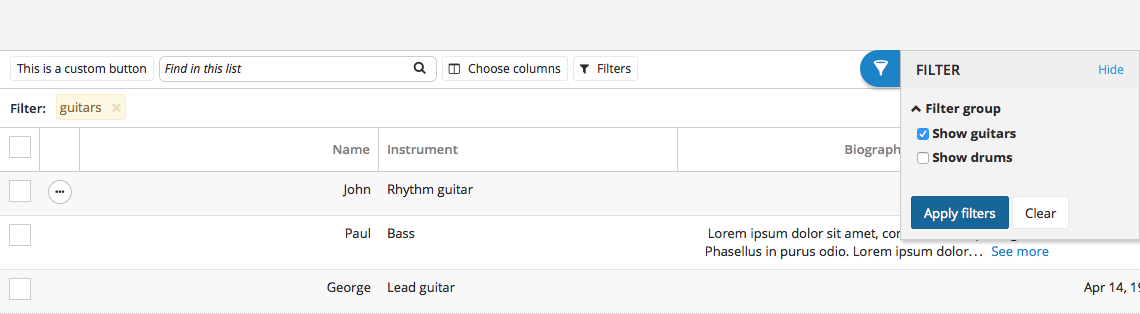 This is a custom button Find in this list Choose columns Filters
FILTER Hide
Filter: guitars ×
Filter group
Show guitars
Show drums
Apply filters Clear
Name Instrument Biograph
John Rhythm guitar
Paul Bass Lorem ipsum dolor sit amet, con
Phasellus in purus odio. Lorem ipsum dolor... See more
George Lead guitar Apr 14, 19